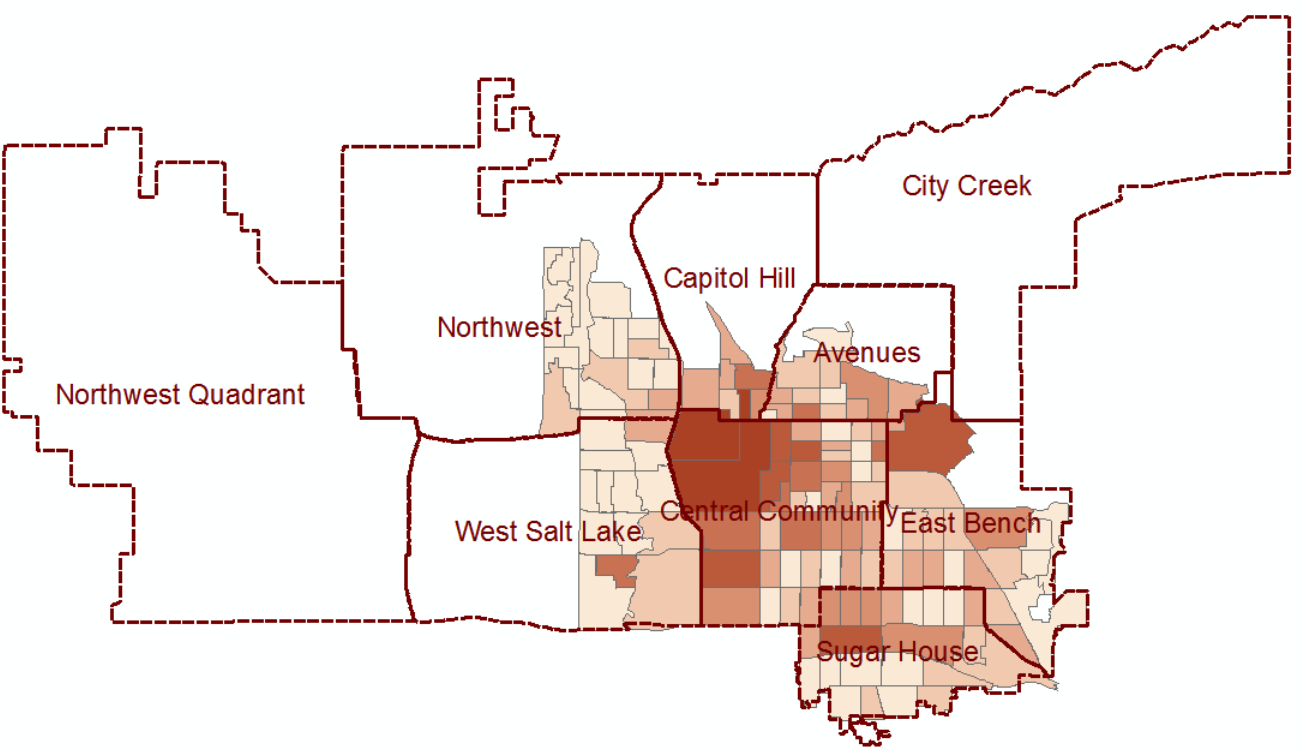 City Creek
Capitol Hill
Northwest
Avenues
Northwest Quadrant
Central Community
East Bench
West Salt Lake
Sugar House